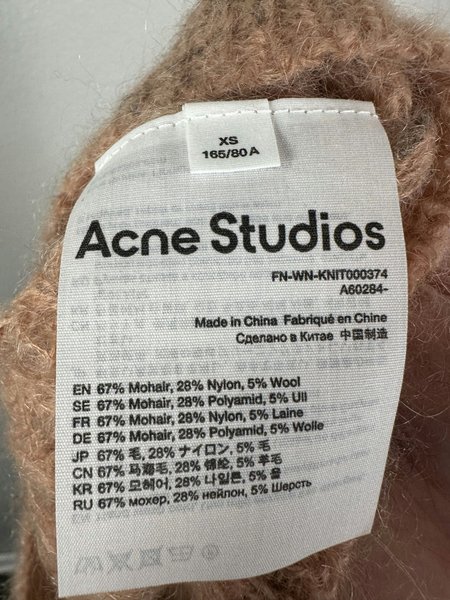 XS
165/80A
Acne Studios
FN-WN-KNIT000374
A60284-
Made in China Fabriqué en Chine
Сделано в Китае 中国制造
EN 67% Mohair, 28% Nylon, 5% Wool
SE 67% Mohair, 28% Polyamid, 5% Ull
FR 67% Mohair, 28% Nylon, 5% Laine
DE 67% Mohair, 28% Polyamid, 5% Wolle
JP 67% 毛, 28% ナイロン, 5% 毛
CN 67% 马海毛, 28% 锦纶, 5% 羊毛
KR 67% 모헤어, 28% 나일론, 5% 울
RU 67% мохер, 28% нейлон, 5% Шерсть